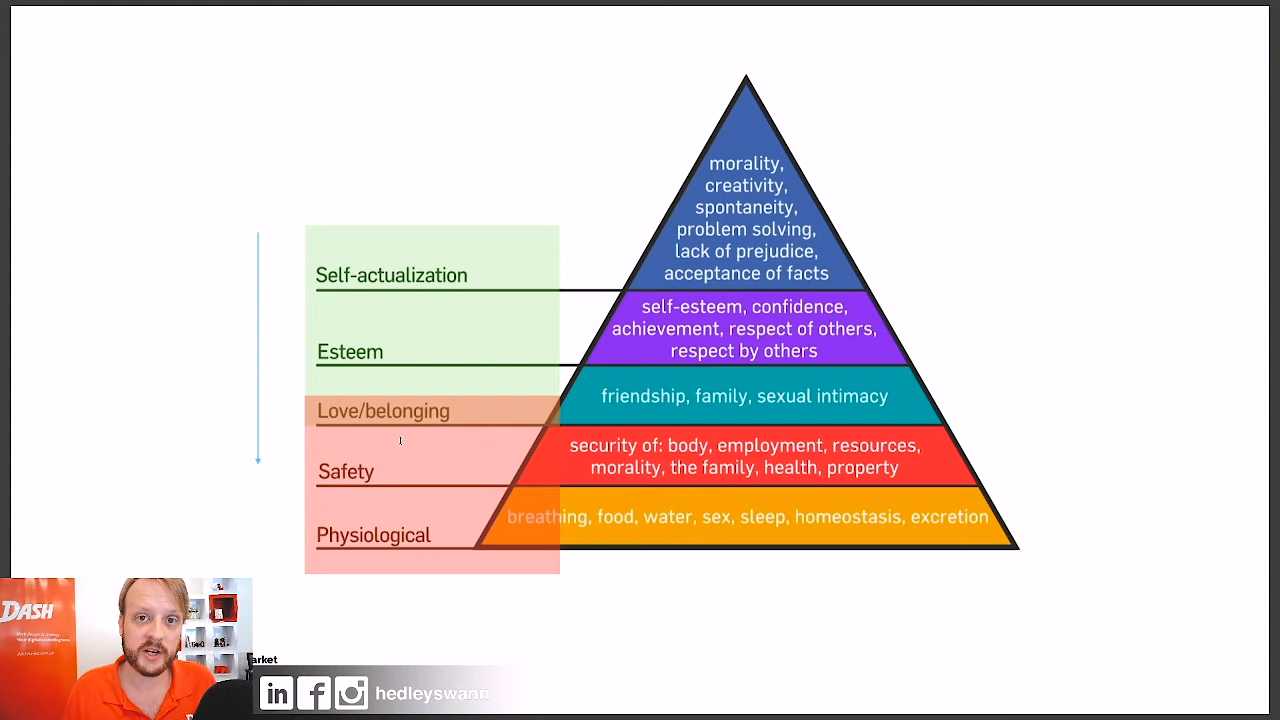 morality,
creativity,
spontaneity,
problem solving,
lack of prejudice,
acceptance of facts
Self-actualization
self-esteem, confidence,
achievement, respect of others,
respect by others
Esteem
friendship, family, sexual intimacy
Love/belonging
security of: body, employment, resources,
morality, the family, health, property
Safety
breathing, food, water, sex, sleep, homeostasis, excretion
Physiological
DASH
arket
in f hedleyswann